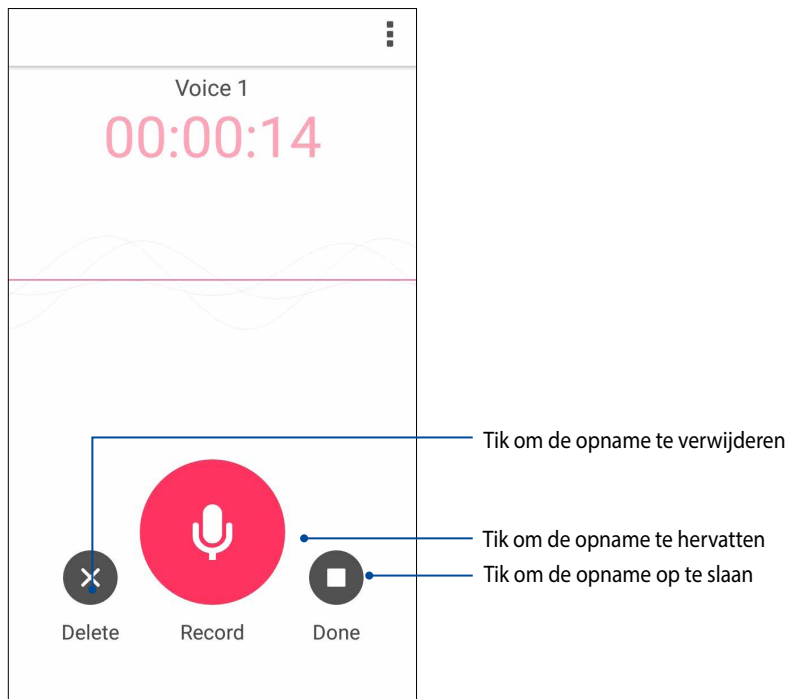 Voice 1
00:00:14
Tik om de opname te verwijderen
Tik om de opname te hervatten
Tik om de opname op te slaan
Delete Record Done